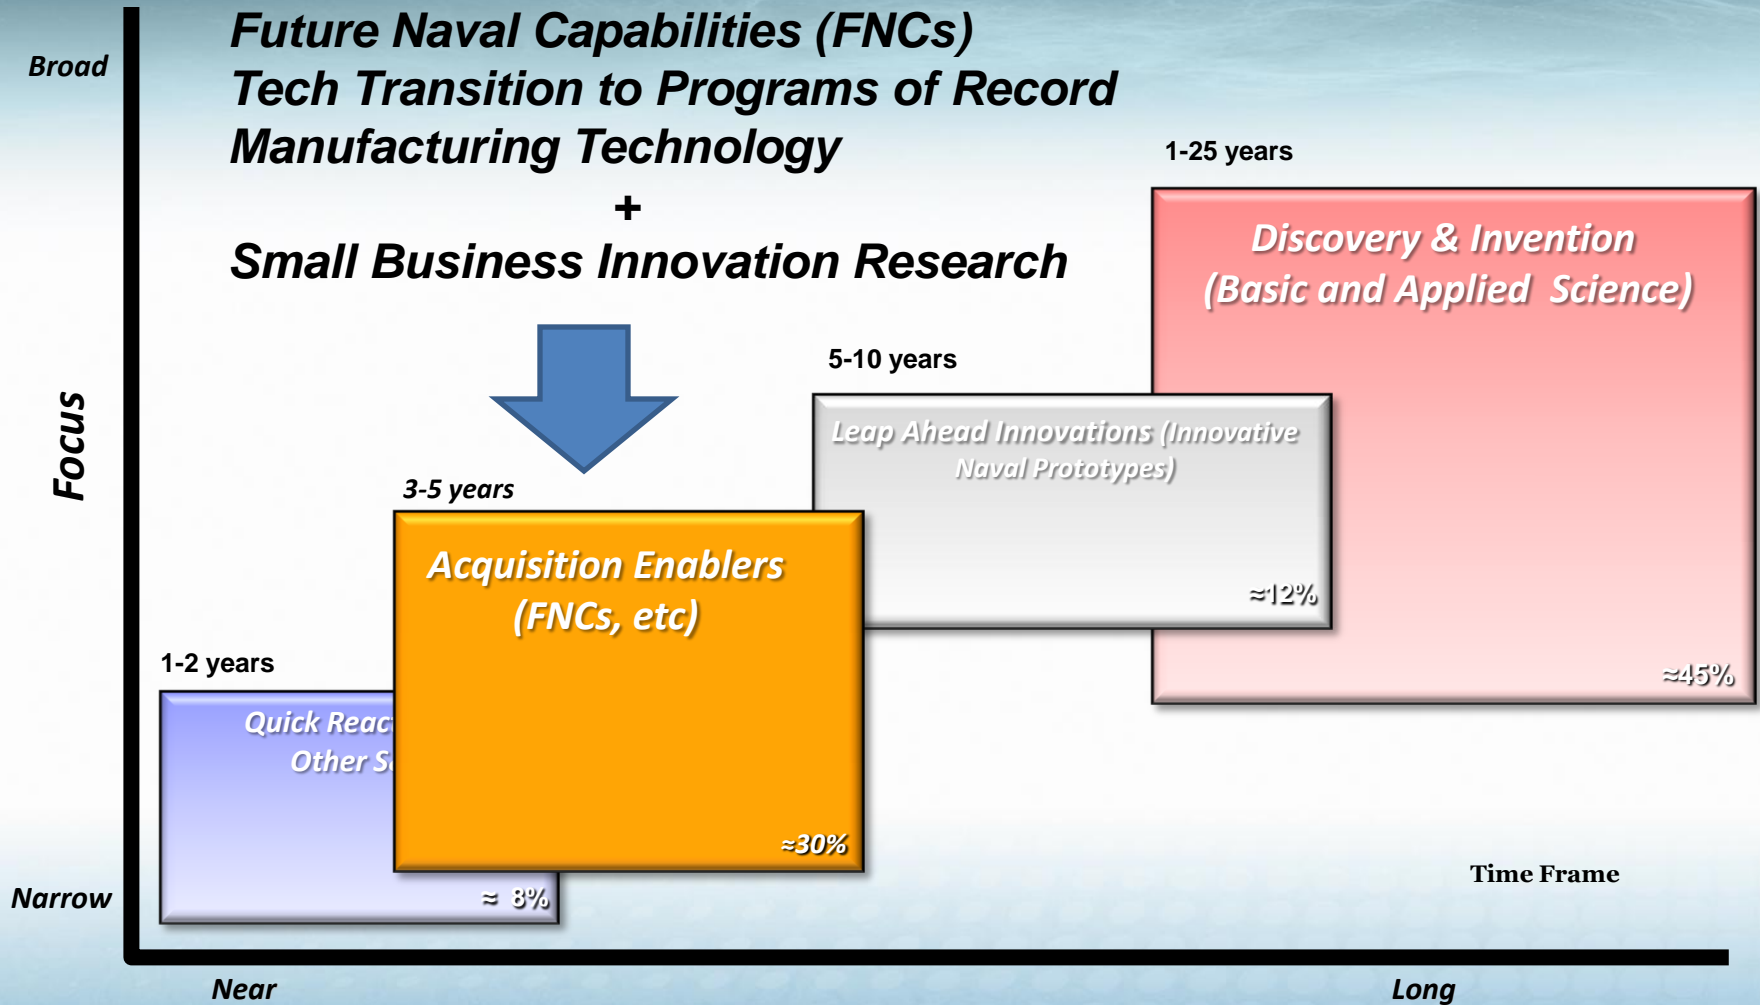 Future Naval Capabilities (FNCs)
Tech Transition to Programs of Record
Manufacturing Technology
+
Small Business Innovation Research
Broad
Focus
Narrow
1-25 years
Discovery & Invention
(Basic and Applied Science)
≈45%
5-10 years
Leap Ahead Innovations (Innovative
Naval Prototypes)
≈12%
3-5 years
Acquisition Enablers
(FNCs, etc)
≈30%
1-2 years
Quick
Other
≈ 8%
Time Frame
Near
Long